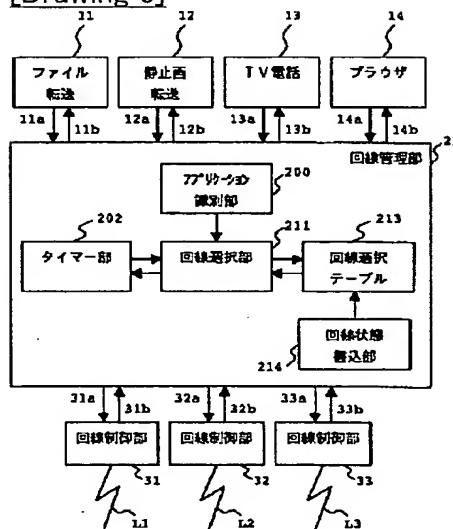 [Drawing 6]
11 12 13 14
ファイル
転送
静止画
転送
TV電話
ブラウザ
11a 11b 12a 12b 13a 13b 14a 14b
回線管理部
アプリケーション
識別部
200
202 211 213
タイマー部
回線選択部
回線選択
テーブル
回線状態
書込部
214
31a 31b 32a 32b 33a 33b
回線制御部 回線制御部 回線制御部
31 32 33
L1 L2 L3